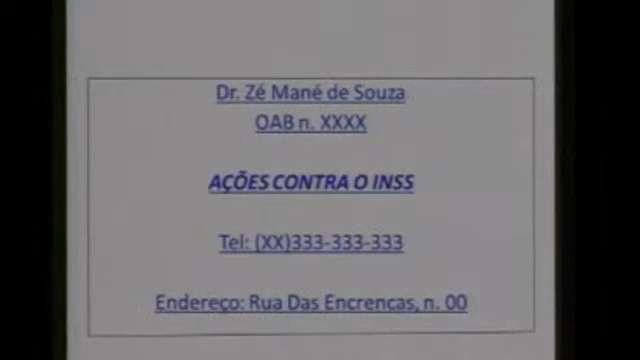 Dr. Zé Mané de Souza
OAB n. XXXX
AÇÕES CONTRA O INSS
Tel: (XX)333-333-333
Endereço: Rua Das Encrencas, n. 00